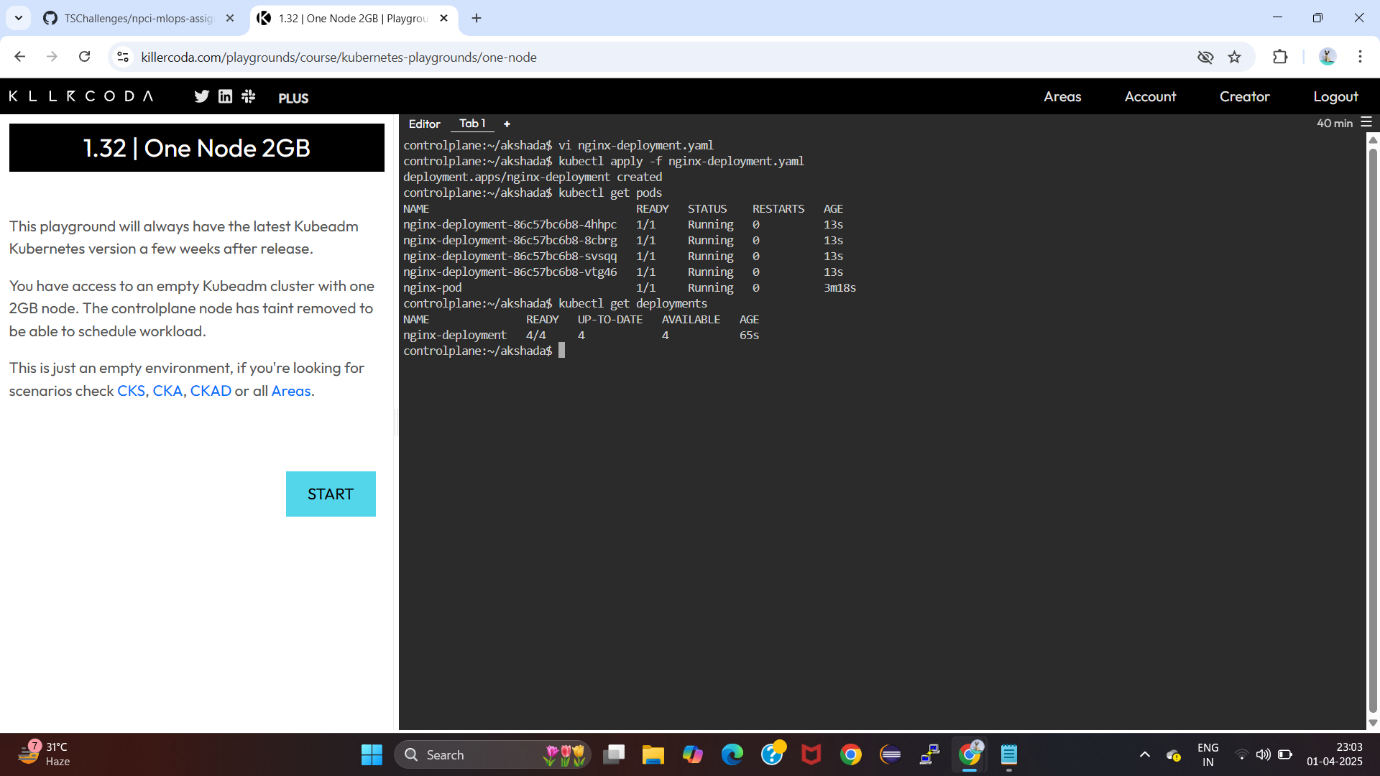 TSChallenges/npci-mlops-assig
1.32 | One Node 2GB | Playgrou
killercoda.com/playgrounds/course/kubernetes-playgrounds/one-node
KLLRCODA
PLUS
Areas
Account
Creator
Logout
1.32 | One Node 2GB
This playground will always have the latest Kubeadm
Kubernetes version a few weeks after release.
You have access to an empty Kubeadm cluster with one
2GB node. The controlplane node has taint removed to
be able to schedule workload.
This is just an empty environment, if you're looking for
scenarios check CKS, CKA, CKAD or all Areas.
START
Editor Tab 1 +
40 min
controlplane:~/akshada$ vi nginx-deployment.yaml
controlplane:~/akshada$ kubectl apply -f nginx-deployment.yaml
deployment.apps/nginx-deployment created
controlplane:~/akshada$ kubectl get pods
NAME READY STATUS RESTARTS AGE
nginx-deployment-86c57bc6b8-4hhpc 1/1 Running 0 13s
nginx-deployment-86c57bc6b8-8cbrg 1/1 Running 0 13s
nginx-deployment-86c57bc6b8-svsqq 1/1 Running 0 13s
nginx-deployment-86c57bc6b8-vtg46 1/1 Running 0 13s
nginx-pod 1/1 Running 0 3m18s
controlplane:~/akshada$ kubectl get deployments
NAME READY UP-TO-DATE AVAILABLE AGE
nginx-deployment 4/4 4 4 65s
controlplane:~/akshada$
7
31°C
Haze
Search
ENG
IN
23:03
01-04-2025